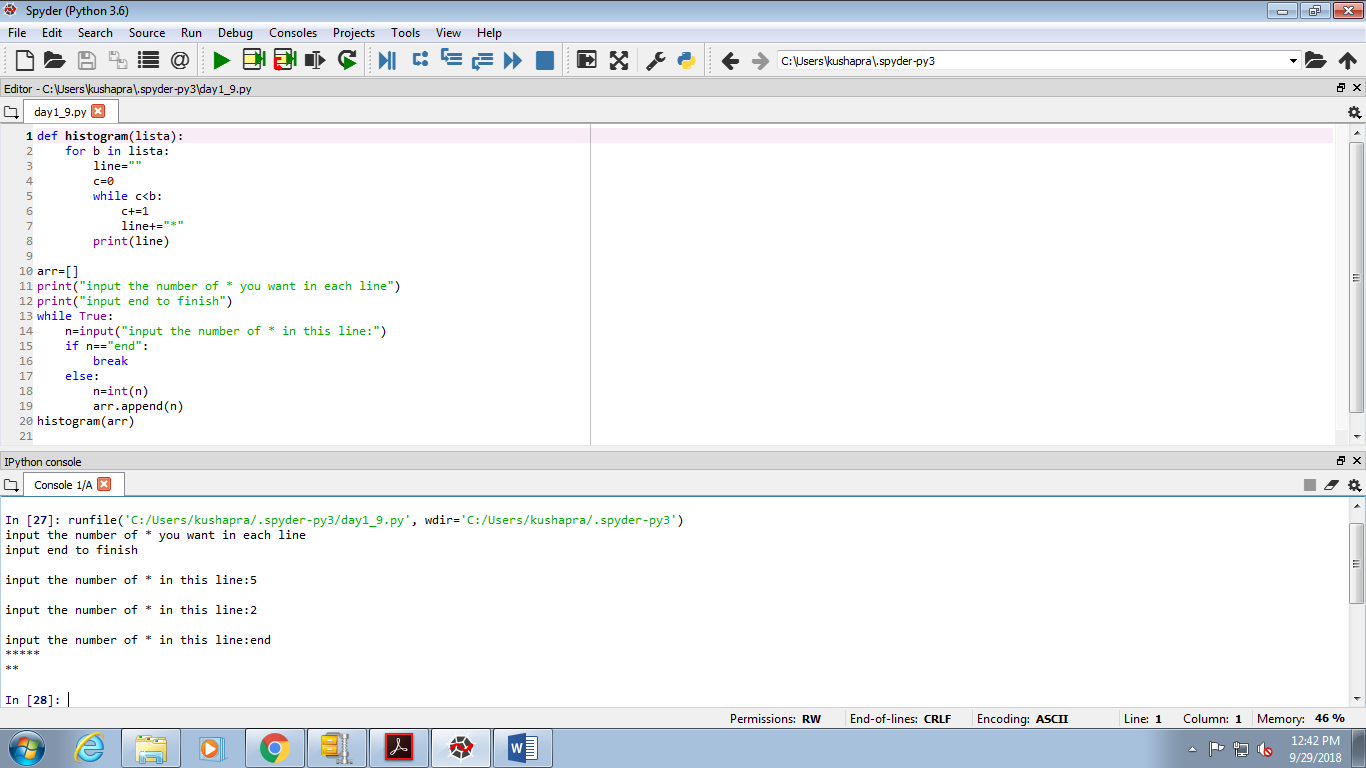 Spyder (Python 3.6)
File Edit Search Source Run Debug Consoles Projects Tools View Help
C:\Users\kushapra\.spyder-py3
Editor - C:\Users\kushapra\.spyder-py3\day1_9.py
day1_9.py
1 def histogram(lista):
2     for b in lista:
3         line=""
4         c=0
5         while c<b:
6             c+=1
7             line+="*"
8         print(line)
9
10 arr=[]
11 print("input the number of * you want in each line")
12 print("input end to finish")
13 while True:
14     n=input("input the number of * in this line:")
15     if n=="end":
16         break
17     else:
18         n=int(n)
19         arr.append(n)
20 histogram(arr)
21
IPython console
Console 1/A
In [27]: runfile('C:/Users/kushapra/.spyder-py3/day1_9.py', wdir='C:/Users/kushapra/.spyder-py3')
input the number of * you want in each line
input end to finish
input the number of * in this line:5
input the number of * in this line:2
input the number of * in this line:end
*****
**
In [28]:
Permissions: RW End-of-lines: CRLF Encoding: ASCII Line: 1 Column: 1 Memory: 46 %
12:42 PM
9/29/2018